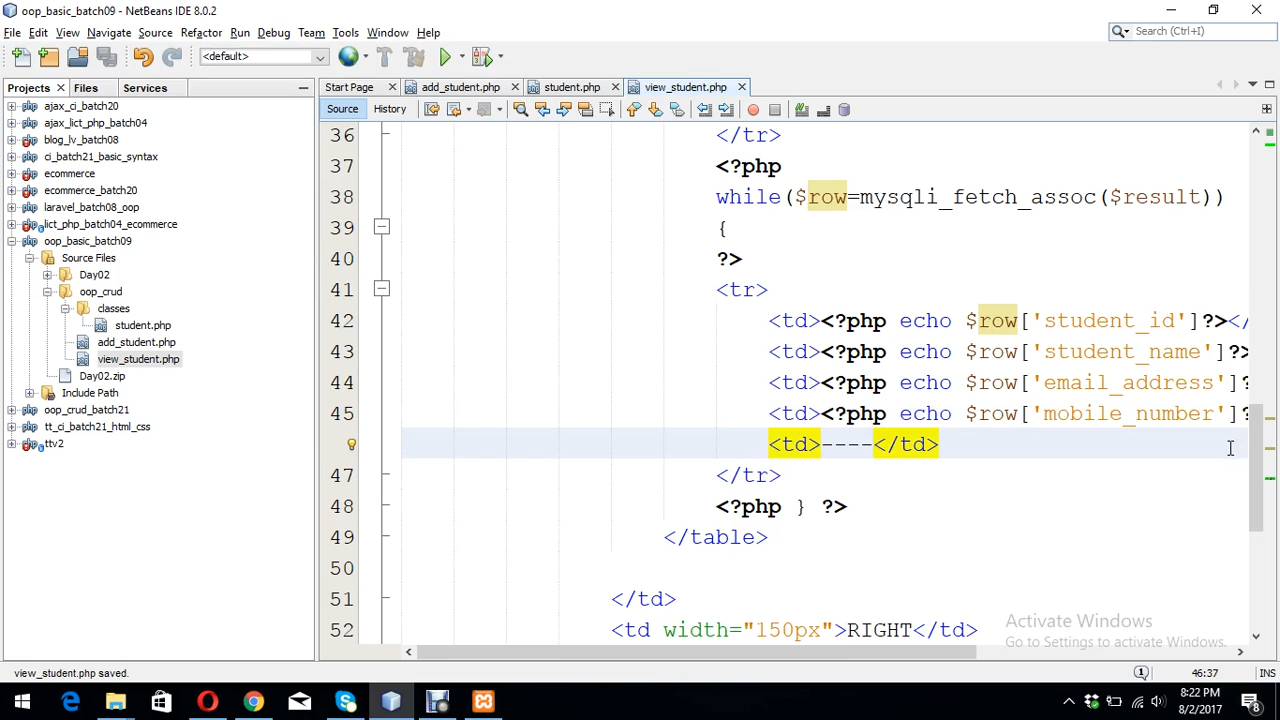 oop_basic_batch09 - NetBeans IDE 8.0.2
File Edit View Navigate Source Refactor Run Debug Team Tools Window Help
Search (Ctrl+I)
<default>
Projects Files Services
Start Page add_student.php student.php view_student.php
Source History
ajax_ci_batch20
ajax_lict_php_batch04
blog_lv_batch08
ci_batch21_basic_syntax
ecommerce
ecommerce_batch20
laravel_batch08_oop
lict_php_batch04_ecommerce
oop_basic_batch09
Source Files
Day02
oop_crud
classes
student.php
add_student.php
view_student.php
Day02.zip
Include Path
oop_crud_batch21
tt_ci_batch21_html_css
ttv2
36 </tr>
37 <?php
38 while($row=mysqli_fetch_assoc($result))
39 {
40 ?>
41 <tr>
42 <td><?php echo $row['student_id']?></
43 <td><?php echo $row['student_name']?>
44 <td><?php echo $row['email_address']?
45 <td><?php echo $row['mobile_number']?
<td>----</td>
47 </tr>
48 <?php } ?>
49 </table>
50
51 </td>
52 <td width="150px">RIGHT</td>
Activate Windows
Go to Settings to activate Windows.
view_student.php saved.
1
46:37
INS
8:22 PM
8/2/2017
8